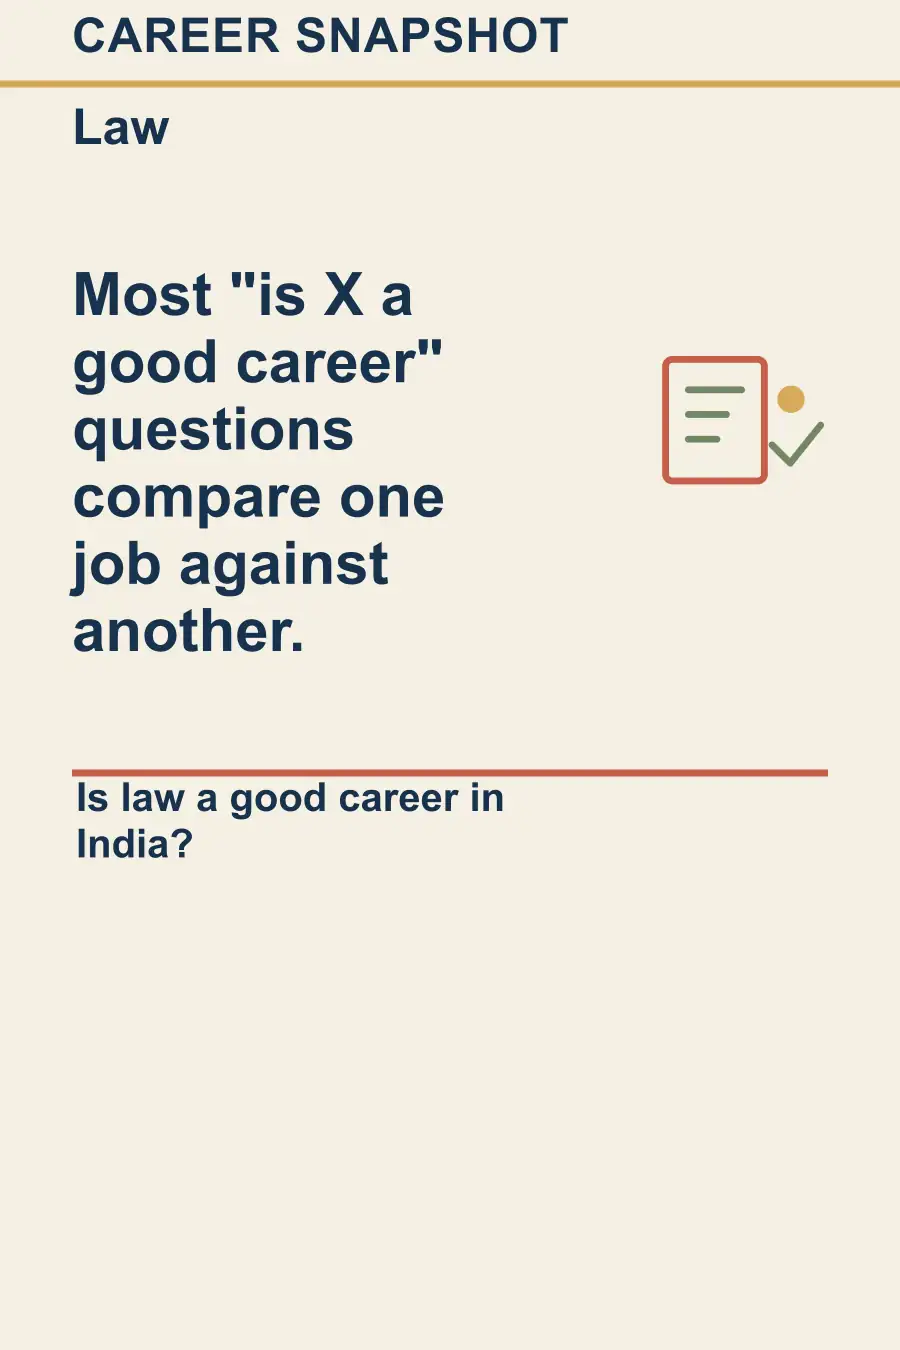 CAREER SNAPSHOT
Law
Most "is X a
good career"
questions
compare one
job against
another.
Is law a good career in
India?